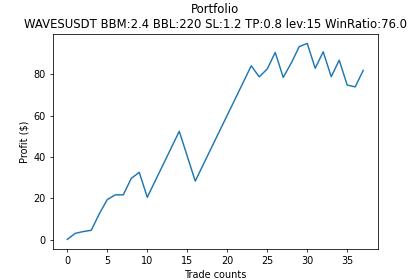 Portfolio
WAVESUSDT BBM:2.4 BBL:220 SL:1.2 TP:0.8 lev:15 WinRatio:76.0
Profit ($)
80
60
40
20
0
0 5 10 15 20 25 30 35
Trade counts